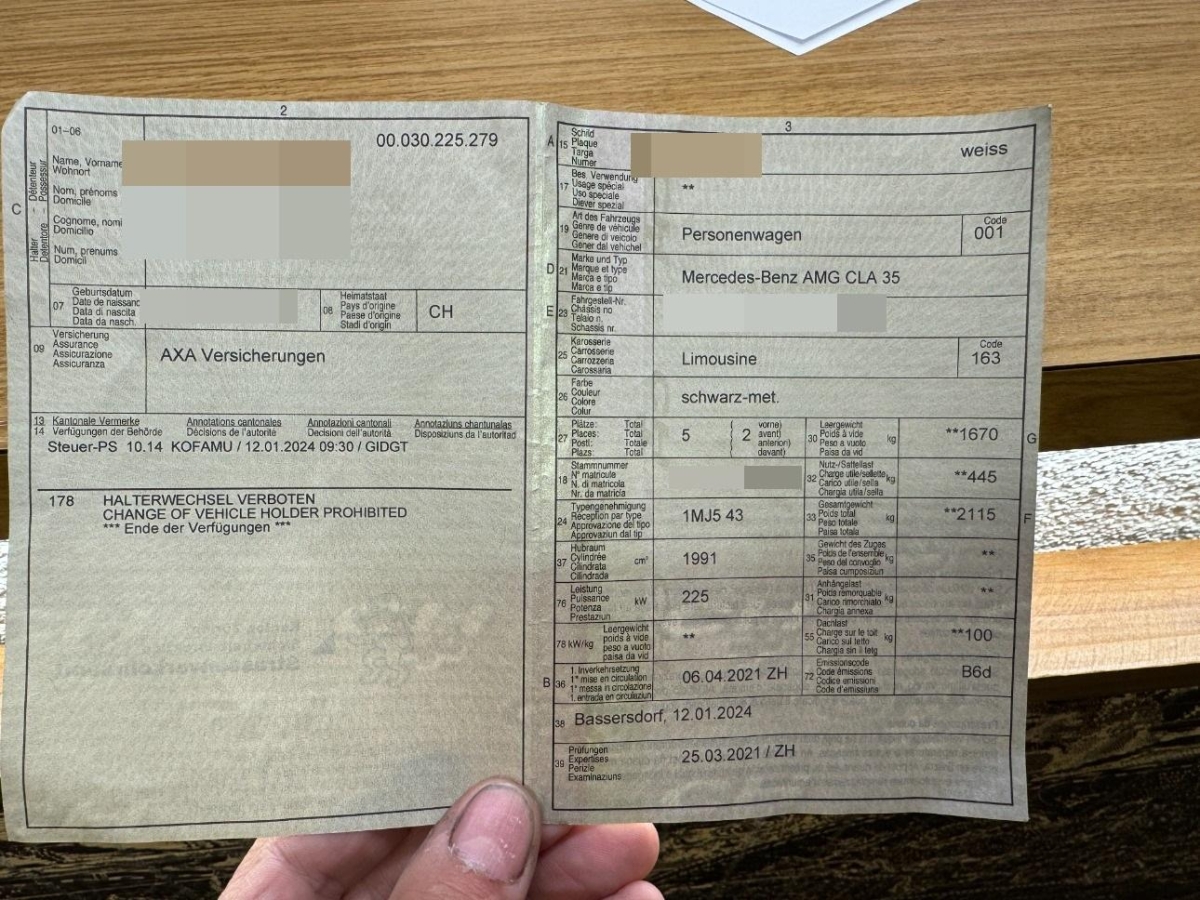 2
01–06
00.030.225.279
Name, Vorname
Wohnort
Nom, prénoms
Domicile
Cognome, nomi
Domicilio
Num, prenums
Domicil
C
Halter - Détenteur
Detentore - Possessur
07
Geburtsdatum
Date de naissanc
Data di nascita
Data da nasch.
08
Heimatstaat
Pays d'origine
Paese d'origine
Stadi d'origin
CH
09
Versicherung
Assurance
Assicurazione
Assicuranza
AXA Versicherungen
13 Kantonale Vermerke Annotations cantonales Annotazioni cantonali Annotaziuns chantunalas
14 Verfügungen der Behörde Décisions de l'autorité Decisioni dell'autorità Disposiziuns da l'autoritad
Steuer-PS 10.14 KOFAMU / 12.01.2024 09:30 / GIDGT
178 HALTERWECHSEL VERBOTEN
CHANGE OF VEHICLE HOLDER PROHIBITED
*** Ende der Verfügungen ***
3
A
15
Schild
Plaque
Targa
Numer
weiss
17
Bes. Verwendung
Usage spécial
Uso speciale
Diever spezial
**
19
Art des Fahrzeugs
Genre de véhicule
Genere di veicolo
Gener dal vehichel
Personenwagen
Code
001
D
21
Marke und Typ
Marque et type
Marca e tipo
Marca e tip
Mercedes-Benz AMG CLA 35
E
23
Fahrgestell-Nr.
Châssis no
Telaio n.
Schassis nr.
25
Karosserie
Carrosserie
Carrozzeria
Carossaria
Limousine
Code
163
26
Farbe
Couleur
Colore
Colur
schwarz-met.
27
Plätze: Total
Places: Total
Posti: Totale
Plazs: Total
5
2
vorne)
avant)
anteriori)
davant)
30
Leergewicht
Poids à vide
Peso a vuoto
Paisa da vid
kg
**1670
G
18
Stammnummer
N° matricule
N. di matricola
Nr. da matricla
32
Nutz-/Sattellast
Charge utile/sellette
Carico utile/sella
Chargia utila/sella
kg
**445
24
Typengenehmigung
Réception par type
Approvazione del tipo
Approvaziun dal tip
1MJ5 43
33
Gesamtgewicht
Poids total
Peso totale
Paisa totala
kg
**2115
F
37
Hubraum
Cylindrée
Cilindrata
Cilindrada
cm³
1991
35
Gewicht des Zuges
Poids de l'ensemble
Peso del convoglio
Paisa cumposiziun
kg
**
76
Leistung
Puissance
Potenza
Prestaziun
kW
225
31
Anhängelast
Poids remorquable
Carico rimorchiato
Chargia annexa
kg
**
78 kW/kg
Leergewicht
poids à vide
peso a vuoto
paisa da vid
**
55
Dachlast
Charge sur le toit
Carico sul tetto
Chargia sin il tetg
kg
**100
B
36
1. Inverkehrsetzung
1re mise en circulation
1a messa in circolazione
1. entrada en circulaziun
06.04.2021 ZH
72
Emissionscode
Code émissions
Codice emissioni
Code d'emissiuns
B6d
38
Bassersdorf, 12.01.2024
39
Prüfungen
Expertises
Perizie
Examinaziuns
25.03.2021 / ZH